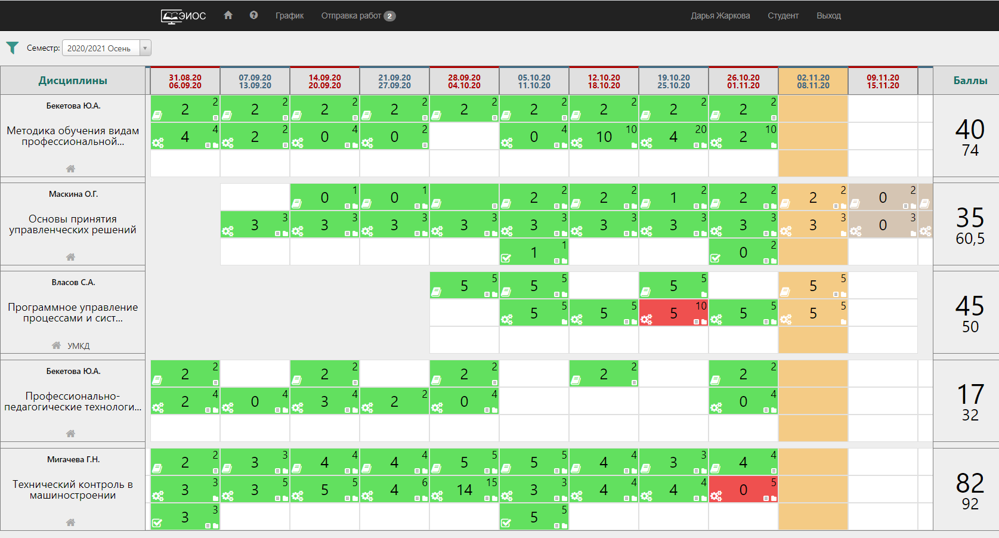 ЭИОС График Отправка работ 2 Дарья Жаркова Студент Выход
Семестр: 2020/2021 Осень
Дисциплины 31.08.20 07.09.20 14.09.20 21.09.20 28.09.20 05.10.20 12.10.20 19.10.20 26.10.20 02.11.20 09.11.20 Баллы
06.09.20 13.09.20 20.09.20 27.09.20 04.10.20 11.10.20 18.10.20 25.10.20 01.11.20 08.11.20 15.11.20
Бекетова Ю.А.
2 2 2 2 2 2 2 2 2 2 2 2 2 2 2 2 2 2
Методика обучения видам
профессиональной...
4 4 2 2 0 4 0 2 0 4 10 10 4 20 2 10
40
74
Маскина О.Г.
0 1 0 1 2 2 2 2 2 1 2 2 2 2 2 0 2
Основы принятия
управленческих решений
3 3 3 3 3 3 3 3 3 3 3 3 3 3 3 3 3 3 0 3
1 1 0 2
35
60,5
Власов С.А.
5 5 5 5 5 5 5 5
Программное управление
процессами и сист...
5 5 5 5 5 10 5 5 5 5
УМКД
45
50
Бекетова Ю.А.
2 2 2 2 2 2 2 2 2 2
Профессионально-
педагогические технологи...
2 4 0 4 3 4 2 2 0 4 0 4
17
32
Мигачева Г.Н.
2 2 3 3 4 4 4 4 5 5 5 5 4 4 3 3 4 4
Технический контроль в
машиностроении
3 3 3 5 5 5 4 6 14 15 3 3 4 4 4 4 0 5
3 3 5 5
82
92